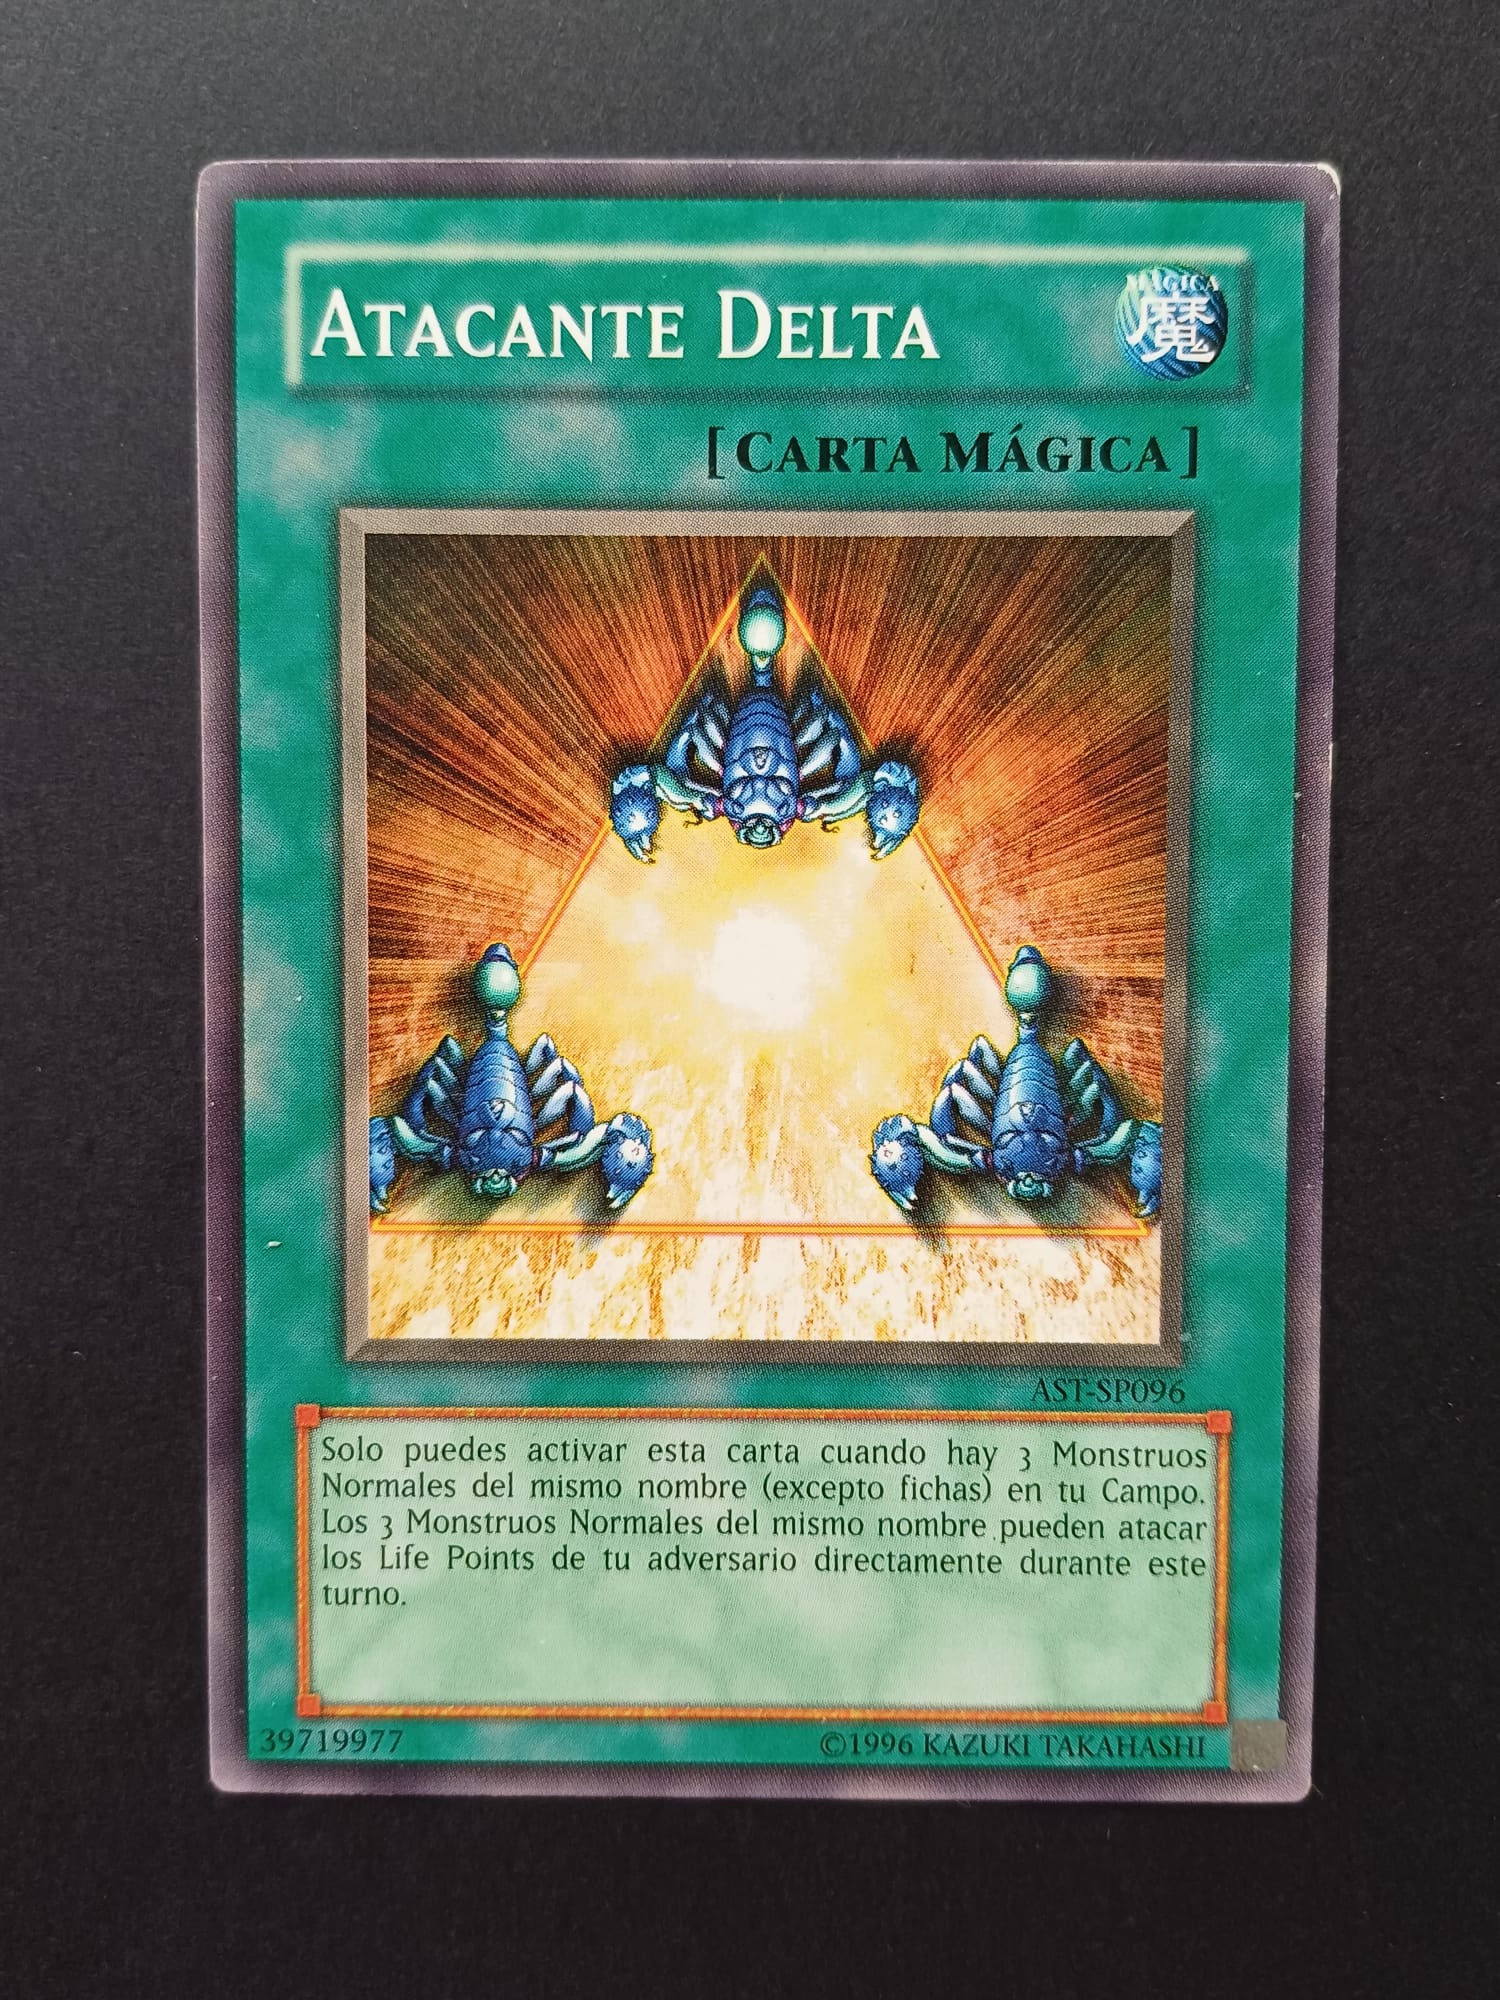 ATACANTE DELTA
MÁGICA
魔
[CARTA MÁGICA]
AST-SP096
Solo puedes activar esta carta cuando hay 3 Monstruos
Normales del mismo nombre (excepto fichas) en tu Campo.
Los 3 Monstruos Normales del mismo nombre pueden atacar
los Life Points de tu adversario directamente durante este
turno.
39719977
©1996 KAZUKI TAKAHASHI